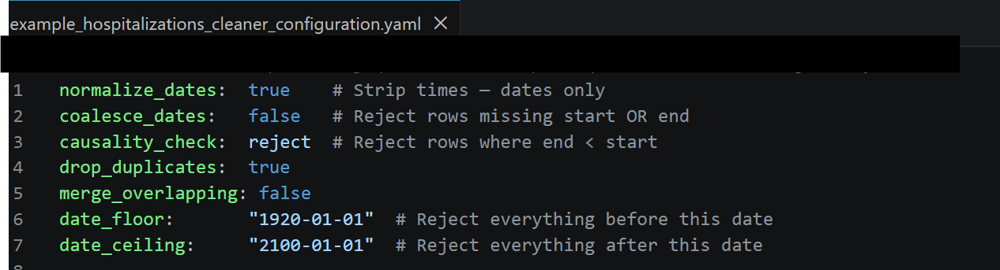 example_hospitalizations_cleaner_configuration.yaml ×
1 normalize_dates: true # Strip times — dates only
2 coalesce_dates: false # Reject rows missing start OR end
3 causality_check: reject # Reject rows where end < start
4 drop_duplicates: true
5 merge_overlapping: false
6 date_floor: "1920-01-01" # Reject everything before this date
7 date_ceiling: "2100-01-01" # Reject everything after this date